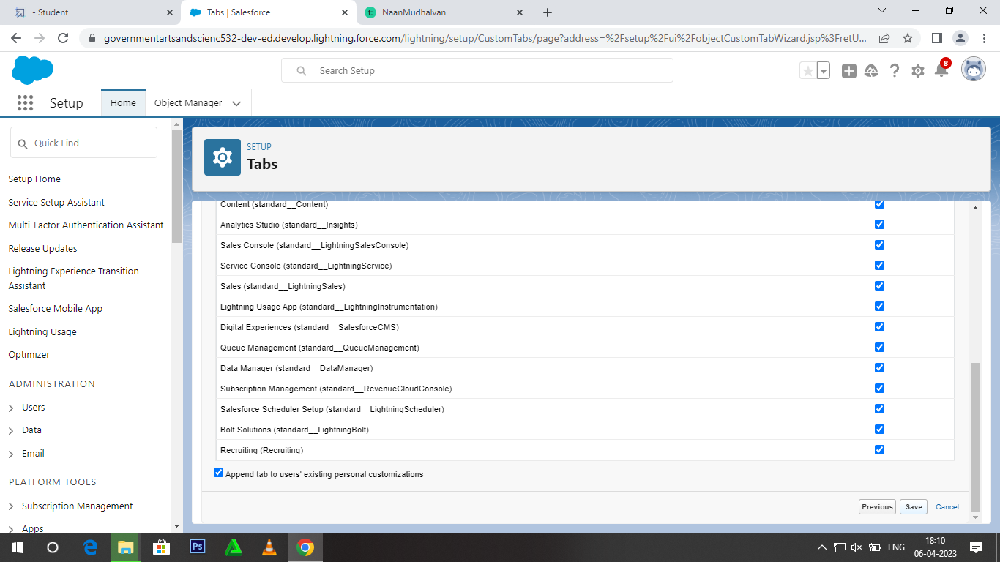 - Student
Tabs | Salesforce
NaanMudhalvan
governmentartsandscienc532-dev-ed.develop.lightning.force.com/lightning/setup/CustomTabs/page?address=%2Fsetup%2Fui%2FobjectCustomTabWizard.jsp%3FretU...
Search Setup
8
Setup
Home
Object Manager
Quick Find
Setup Home
Service Setup Assistant
Multi-Factor Authentication Assistant
Release Updates
Lightning Experience Transition
Assistant
Salesforce Mobile App
Lightning Usage
Optimizer
ADMINISTRATION
Users
Data
Email
PLATFORM TOOLS
Subscription Management
Apps
SETUP
Tabs
Content (standard__Content)
Analytics Studio (standard__Insights)
Sales Console (standard__LightningSalesConsole)
Service Console (standard__LightningService)
Sales (standard__LightningSales)
Lightning Usage App (standard__LightningInstrumentation)
Digital Experiences (standard__SalesforceCMS)
Queue Management (standard__QueueManagement)
Data Manager (standard__DataManager)
Subscription Management (standard__RevenueCloudConsole)
Salesforce Scheduler Setup (standard__LightningScheduler)
Bolt Solutions (standard__LightningBolt)
Recruiting (Recruiting)
Append tab to users' existing personal customizations
Previous
Save
Cancel
Ps
ENG
18:10
06-04-2023